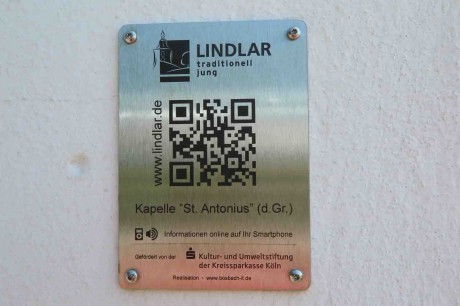 LINDLAR
traditionell
jung
www.lindlar.de
Kapelle "St. Antonius" (d.Gr.)
Informationen online auf Ihr Smartphone
Gefördert von der
Kultur- und Umweltstiftung
der Kreissparkasse Köln
Realisation - www.bosbach-it.de